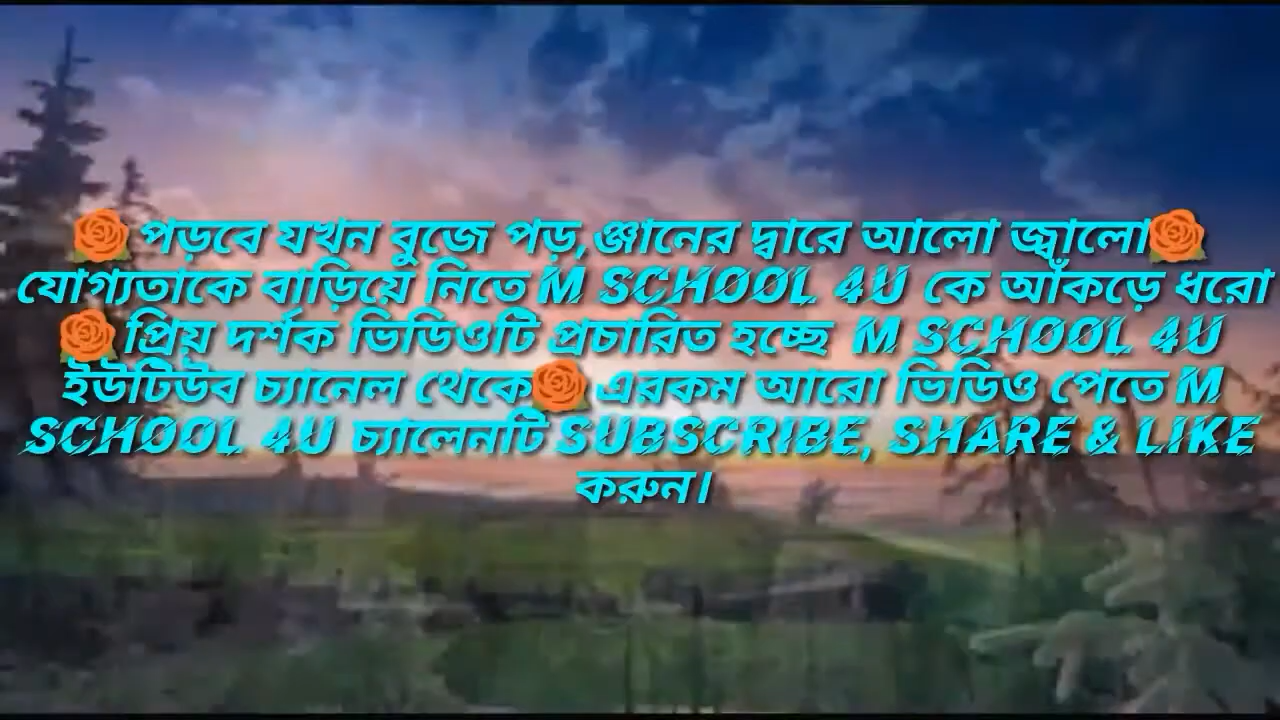 🏵️ পড়বে যখন বুজে পড়,ঞ্জানের দ্বারে আলো জ্বালো🏵️
যোগ্যতাকে বাড়িয়ে নিতে M SCHOOL 4U কে আঁকড়ে ধরো
🏵️ প্রিয় দর্শক ভিডিওটি প্রচারিত হচ্ছে M SCHOOL 4U
ইউটিউব চ্যানেল থেকে🏵️ এরকম আরো ভিডিও পেতে M
SCHOOL 4U চ্যালেনটি SUBSCRIBE, SHARE & LIKE
করুন।